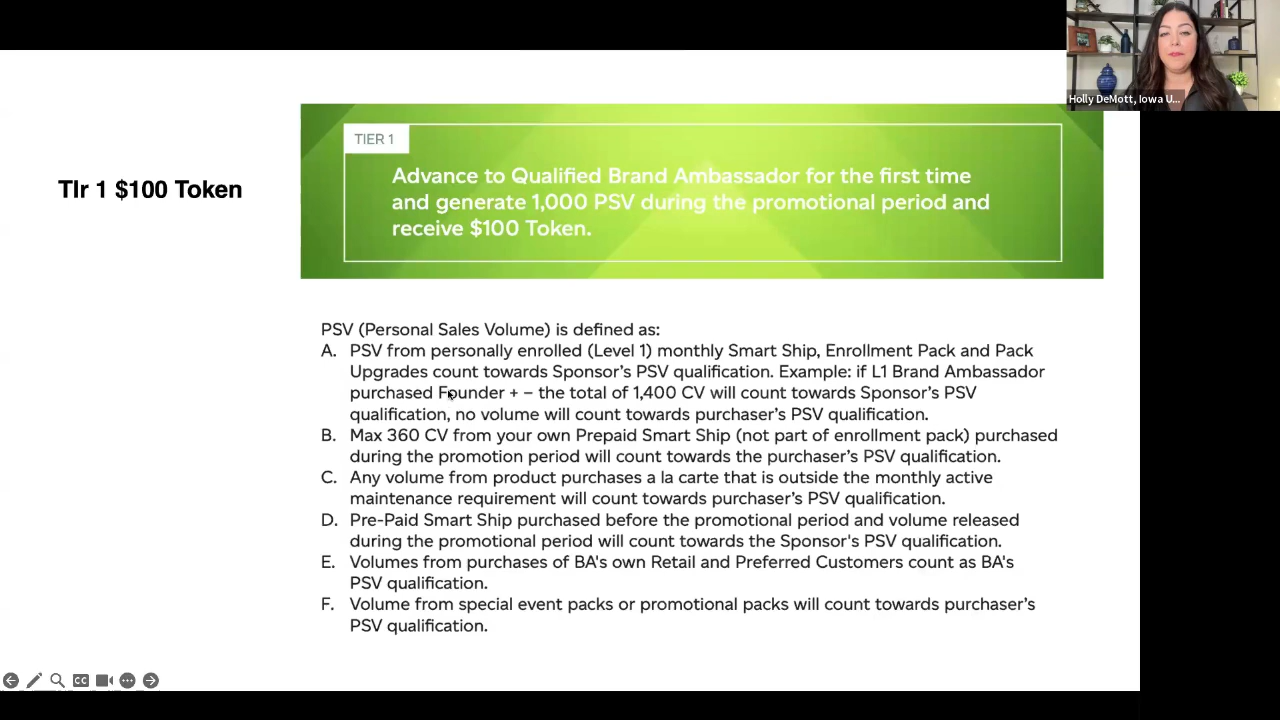 Holly DeMott, Iowa U...
TIER 1
Advance to Qualified Brand Ambassador for the first time
and generate 1,000 PSV during the promotional period and
receive $100 Token.
TIr 1 $100 Token
PSV (Personal Sales Volume) is defined as:
A. PSV from personally enrolled (Level 1) monthly Smart Ship, Enrollment Pack and Pack
Upgrades count towards Sponsor's PSV qualification. Example: if L1 Brand Ambassador
purchased Founder + – the total of 1,400 CV will count towards Sponsor's PSV
qualification, no volume will count towards purchaser's PSV qualification.
B. Max 360 CV from your own Prepaid Smart Ship (not part of enrollment pack) purchased
during the promotion period will count towards the purchaser's PSV qualification.
C. Any volume from product purchases a la carte that is outside the monthly active
maintenance requirement will count towards purchaser's PSV qualification.
D. Pre-Paid Smart Ship purchased before the promotional period and volume released
during the promotional period will count towards the Sponsor's PSV qualification.
E. Volumes from purchases of BA's own Retail and Preferred Customers count as BA's
PSV qualification.
F. Volume from special event packs or promotional packs will count towards purchaser's
PSV qualification.
CC